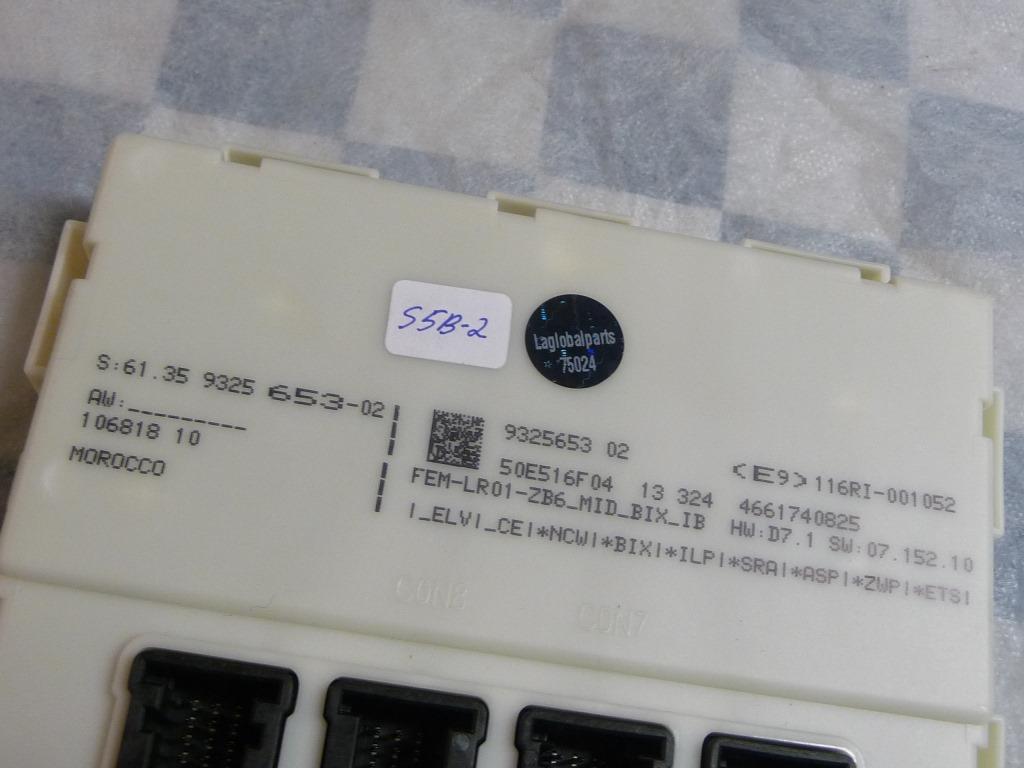 S5B-2
Laglobalparts
75024
S:61.35 9325 653-02
AW:_________
106818 10
MOROCCO
9325653 02
50E516F04 13 324
FEM-LR01-ZB6_MID_BIX_IB
<E9>116RI-001052
4661740825
HW:D7.1 SW:07.152.10
|_ELV|_CE|*NCW|*BIX|*ILP|*SRA|*ASP|*ZWP|*ETS|
CON8
CON7